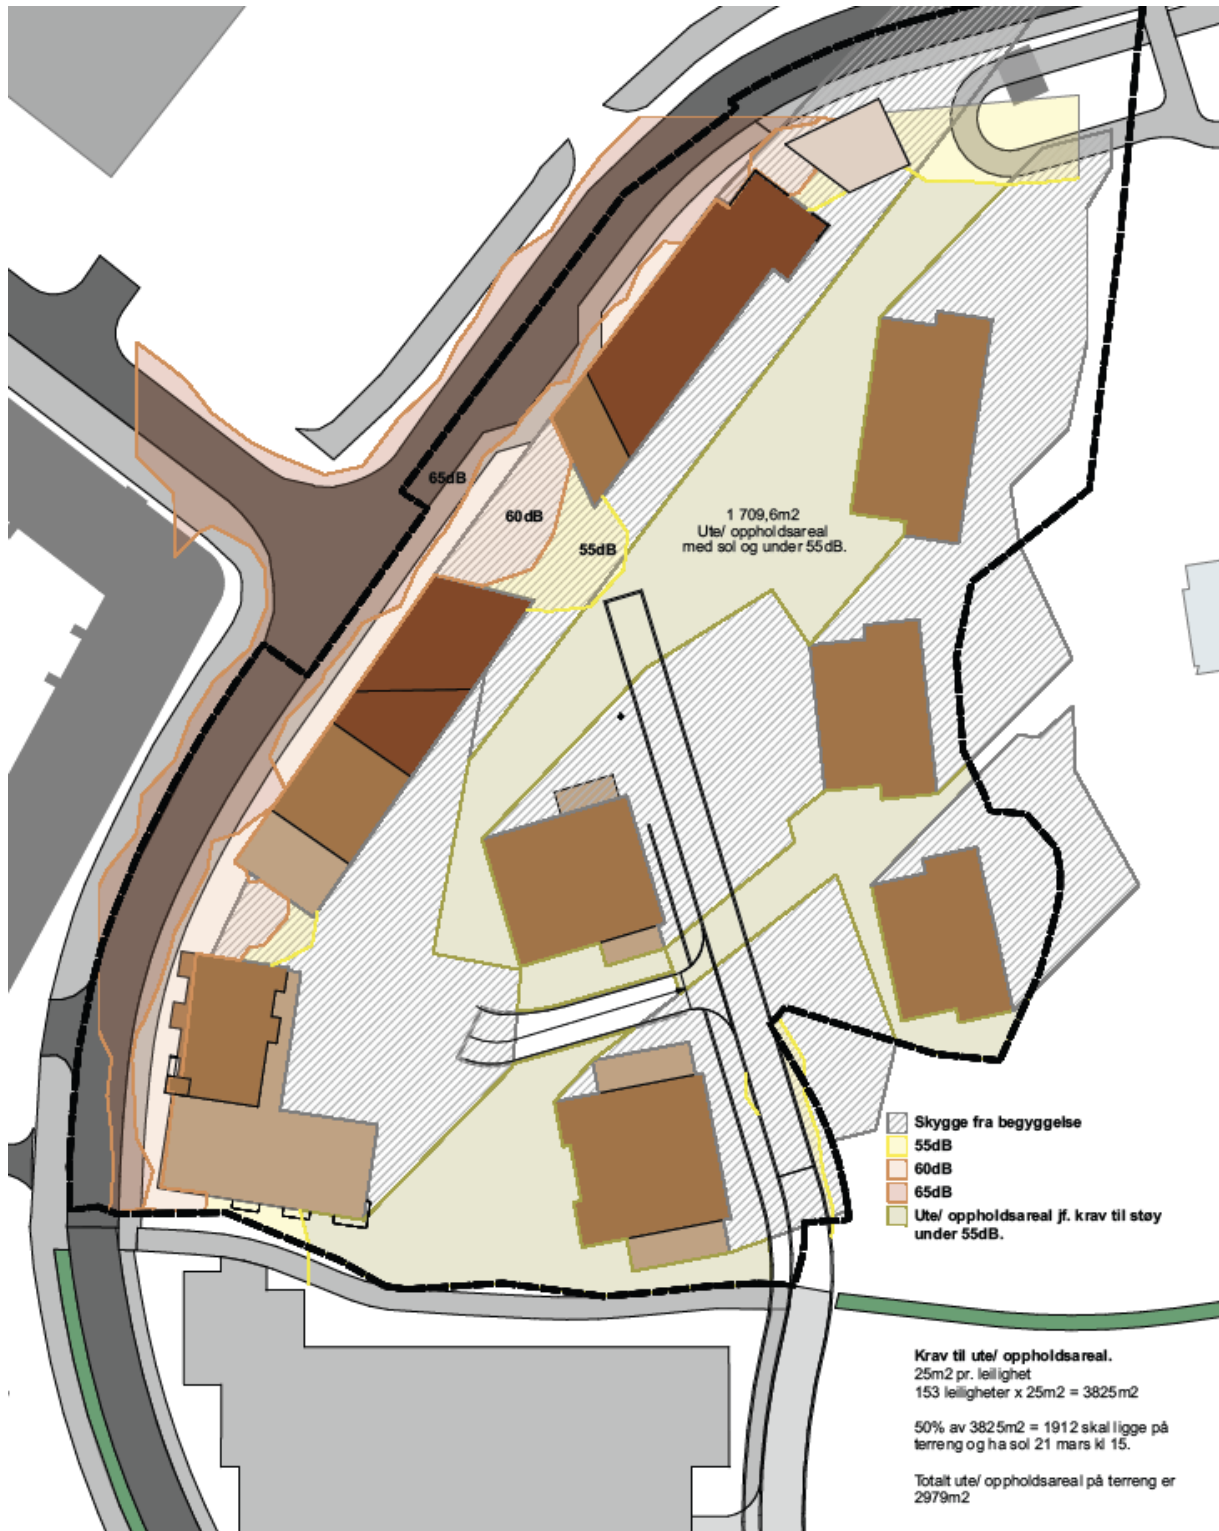 65dB
60dB
55dB
1 709,6m2
Ute/ oppholdsareal
med sol og under 55dB.
Skygge fra begyggelse
55dB
60dB
65dB
Ute/ oppholdsareal jf. krav til støy
under 55dB.
Krav til ute/ oppholdsareal.
25m2 pr. leilighet
153 leiligheter x 25m2 = 3825m2
50% av 3825m2 = 1912 skal ligge på
terreng og ha sol 21 mars kl 15.
Totalt ute/ oppholdsareal på terreng er
2979m2